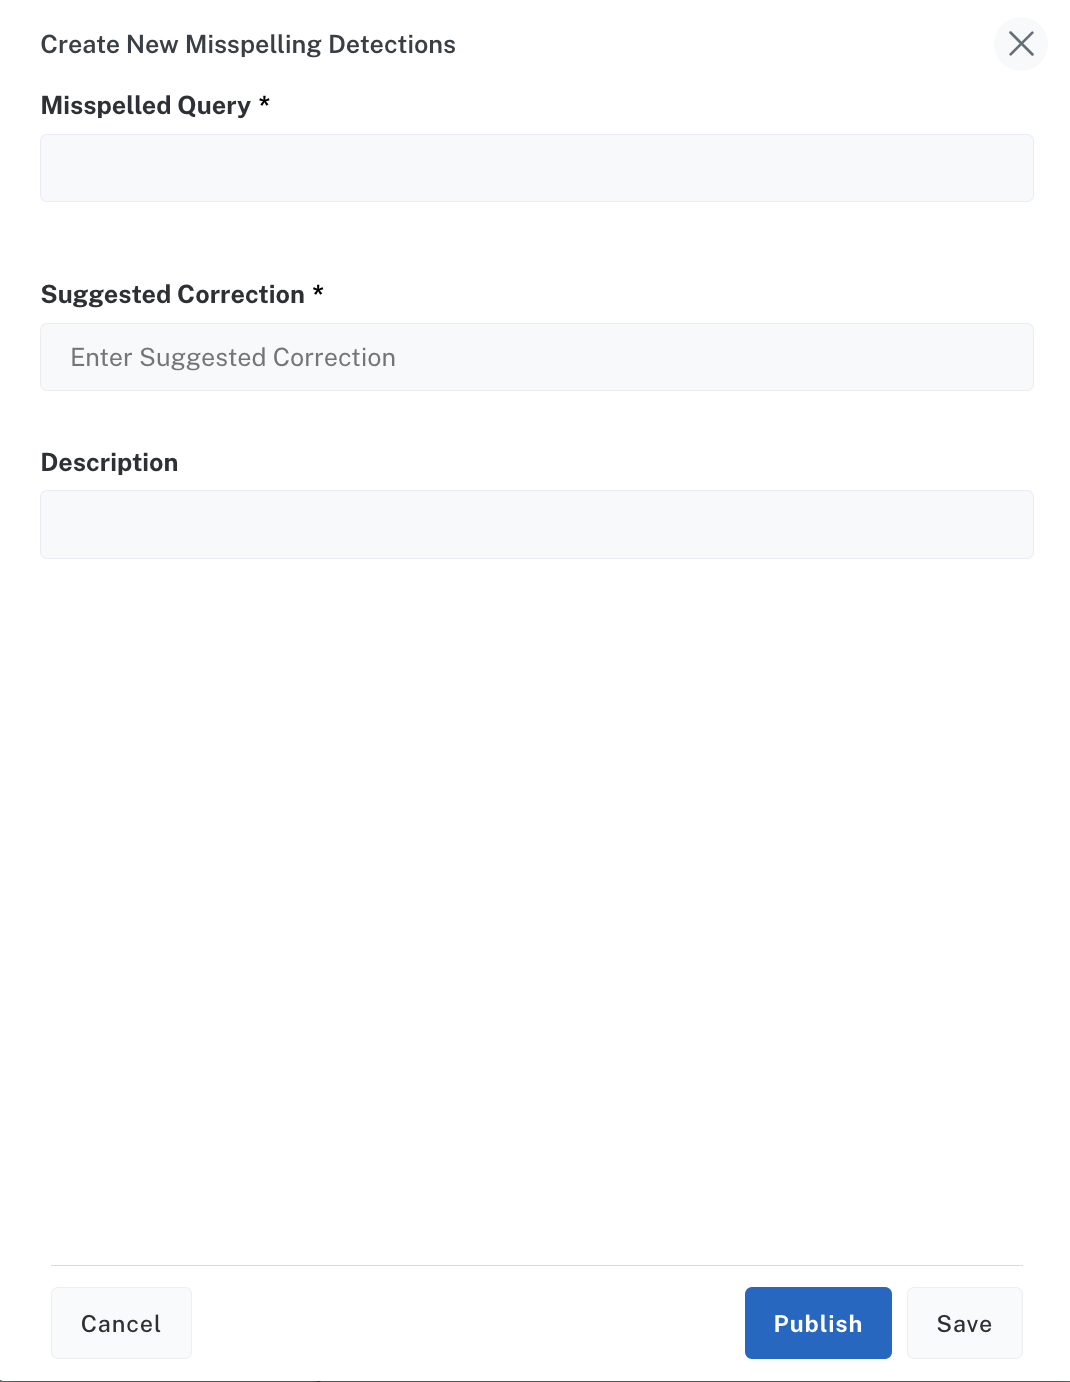 Create New Misspelling Detections
Misspelled Query *
Suggested Correction *
Enter Suggested Correction
Description
Cancel
Publish
Save